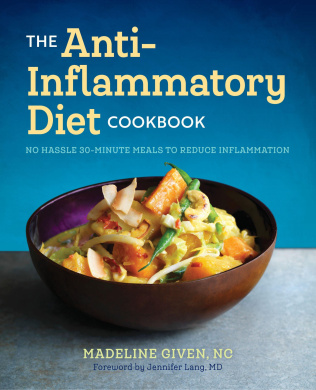 THE Anti-
Inflammatory
Diet COOKBOOK
NO HASSLE 30-MINUTE MEALS TO REDUCE INFLAMMATION
MADELINE GIVEN, NC
Foreword by Jennifer Lang, MD